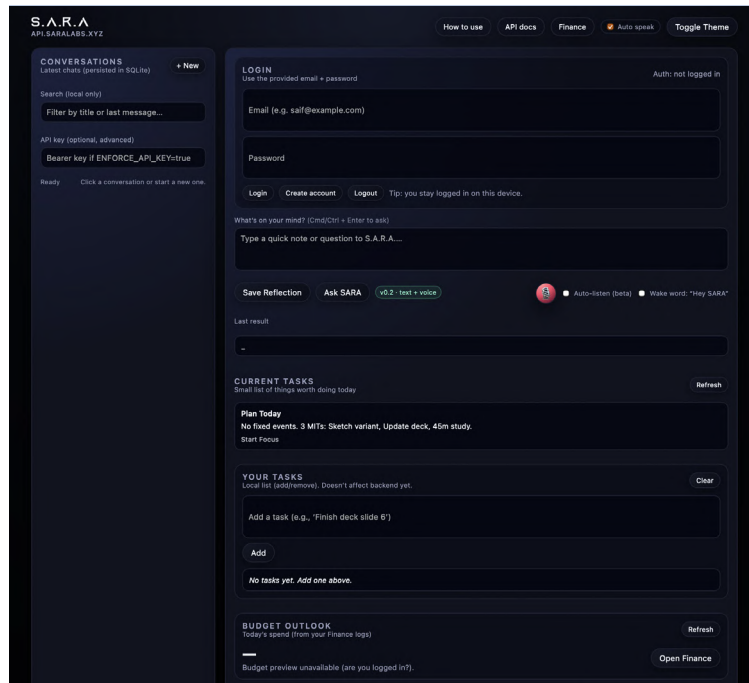 S.A.R.A
API.SARALABS.XYZ
How to use
API docs
Finance
Auto speak
Toggle Theme
CONVERSATIONS
Latest chats (persisted in SQLite)
+ New
Search (local only)
Filter by title or last message...
API key (optional, advanced)
Bearer key if ENFORCE_API_KEY=true
Ready
Click a conversation or start a new one.
LOGIN
Use the provided email + password
Auth: not logged in
Email (e.g. saif@example.com)
Password
Login
Create account
Logout
Tip: you stay logged in on this device.
What's on your mind? (Cmd/Ctrl + Enter to ask)
Type a quick note or question to S.A.R.A....
Save Reflection
Ask SARA
v0.2 · text + voice
Auto-listen (beta)
Wake word: "Hey SARA"
Last result
–
CURRENT TASKS
Small list of things worth doing today
Refresh
Plan Today
No fixed events. 3 MITs: Sketch variant, Update deck, 45m study.
Start Focus
YOUR TASKS
Local list (add/remove). Doesn't affect backend yet.
Clear
Add a task (e.g., 'Finish deck slide 6')
Add
No tasks yet. Add one above.
BUDGET OUTLOOK
Today's spend (from your Finance logs)
Refresh
—
Budget preview unavailable (are you logged in?).
Open Finance